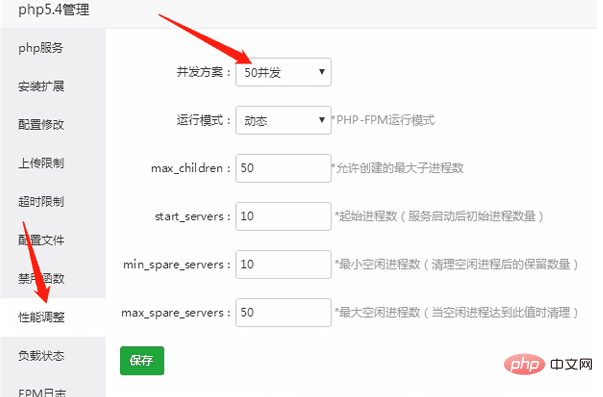 php5.4管理
php服务
安装扩展
配置修改
上传限制
超时限制
配置文件
禁用函数
性能调整
负载状态
FPM日志
并发方案： 50并发
运行模式： 动态 *PHP-FPM运行模式
max_children： 50 *允许创建的最大子进程数
start_servers： 10 *起始进程数（服务启动后初始进程数量）
min_spare_servers： 10 *最小空闲进程数（清理空闲进程后的保留数量）
max_spare_servers： 50 *最大空闲进程数（当空闲进程达到此值时清理）
保存
php 中文网